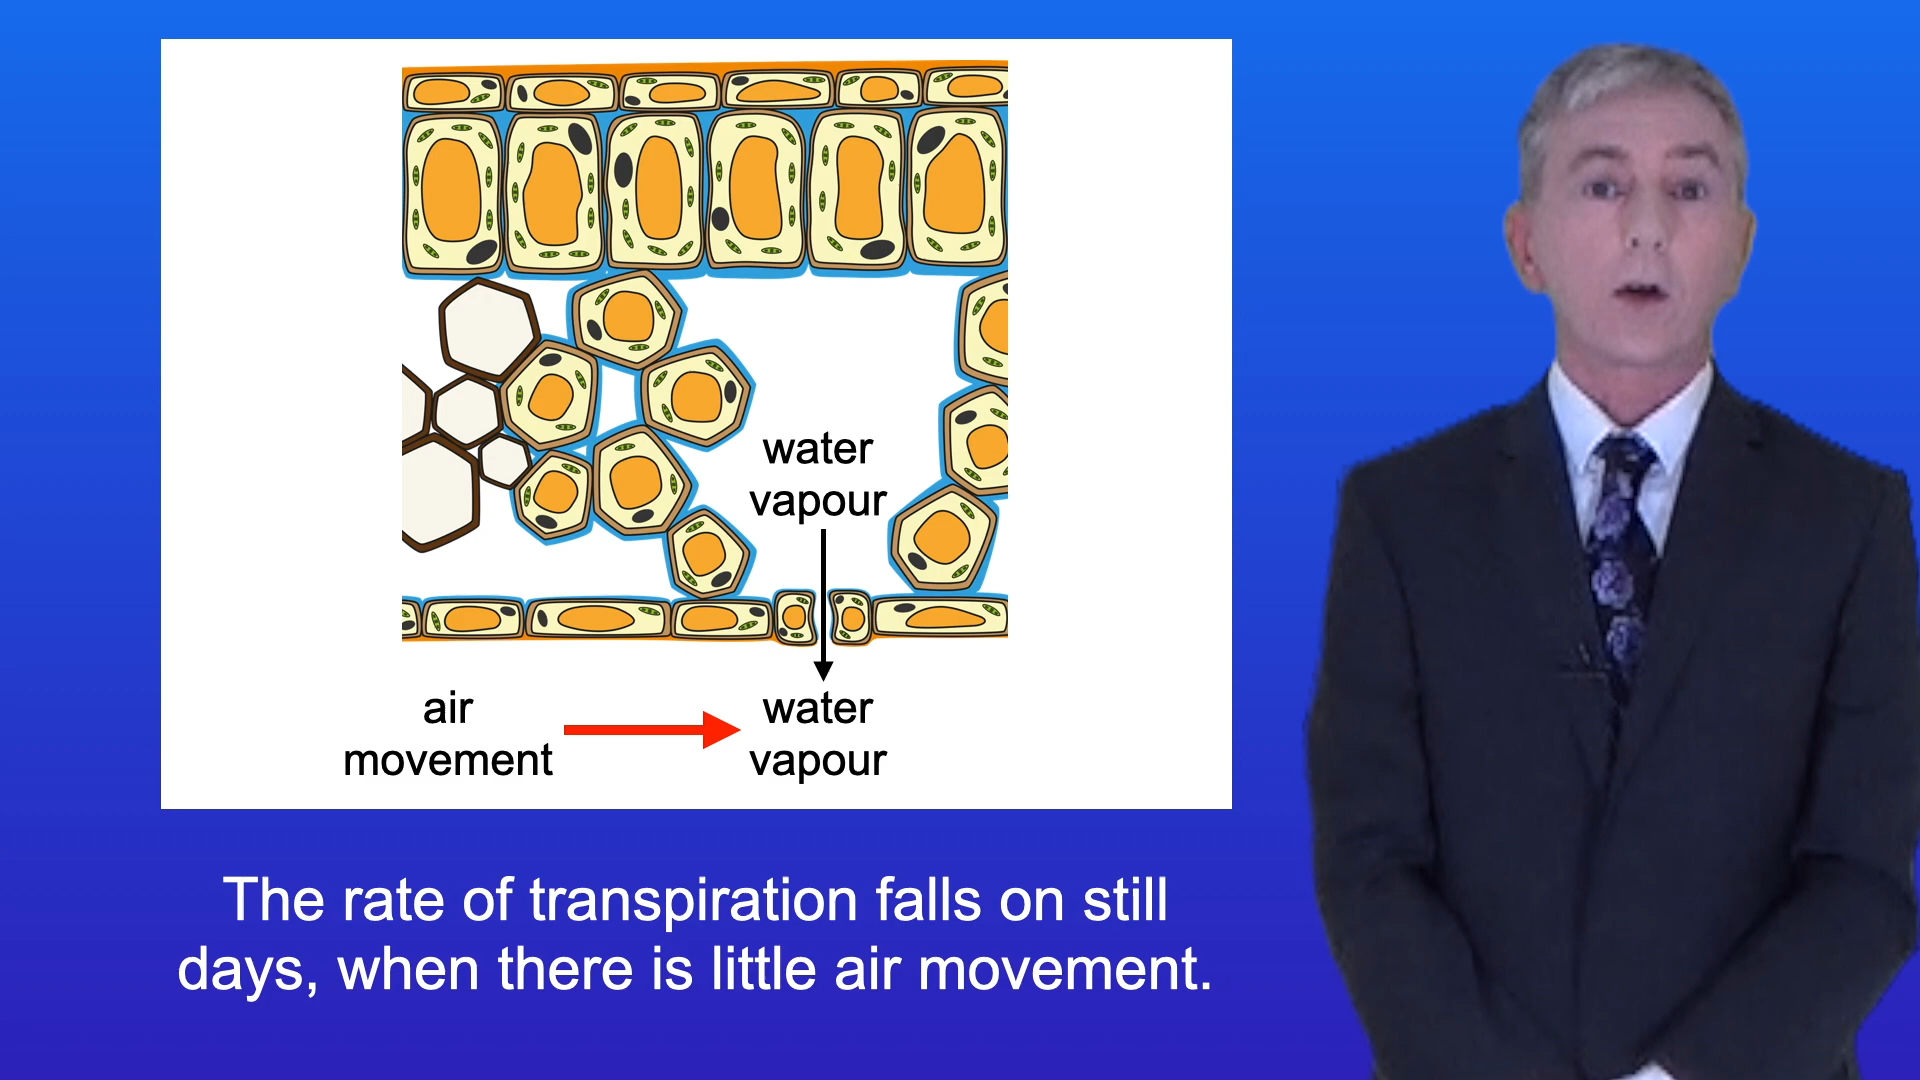 water
vapour
air
movement
water
vapour
The rate of transpiration falls on still
days, when there is little air movement.